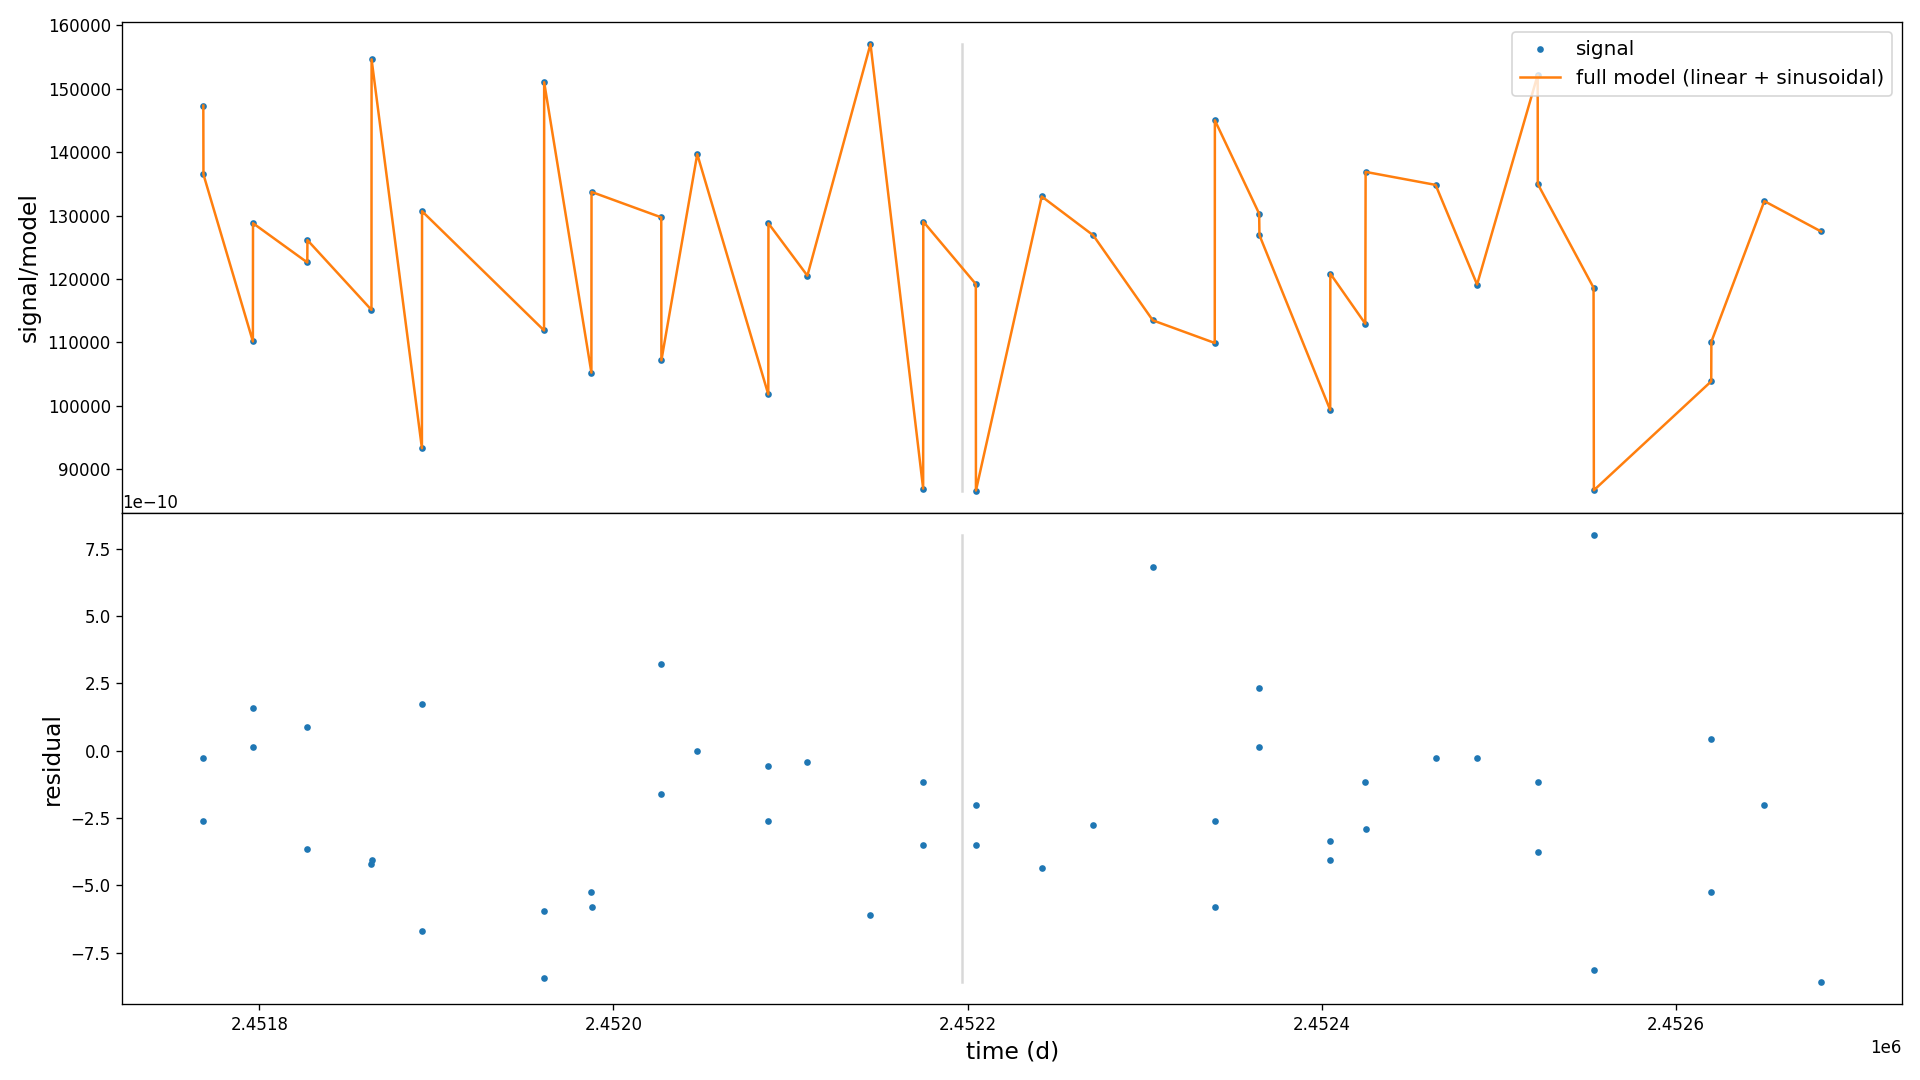 160000
150000
140000
130000
120000
110000
100000
90000
signal/model
signal
full model (linear + sinusoidal)
1e−10
7.5
5.0
2.5
0.0
−2.5
−5.0
−7.5
residual
2.4518
2.4520
2.4522
2.4524
2.4526
time (d)
1e6